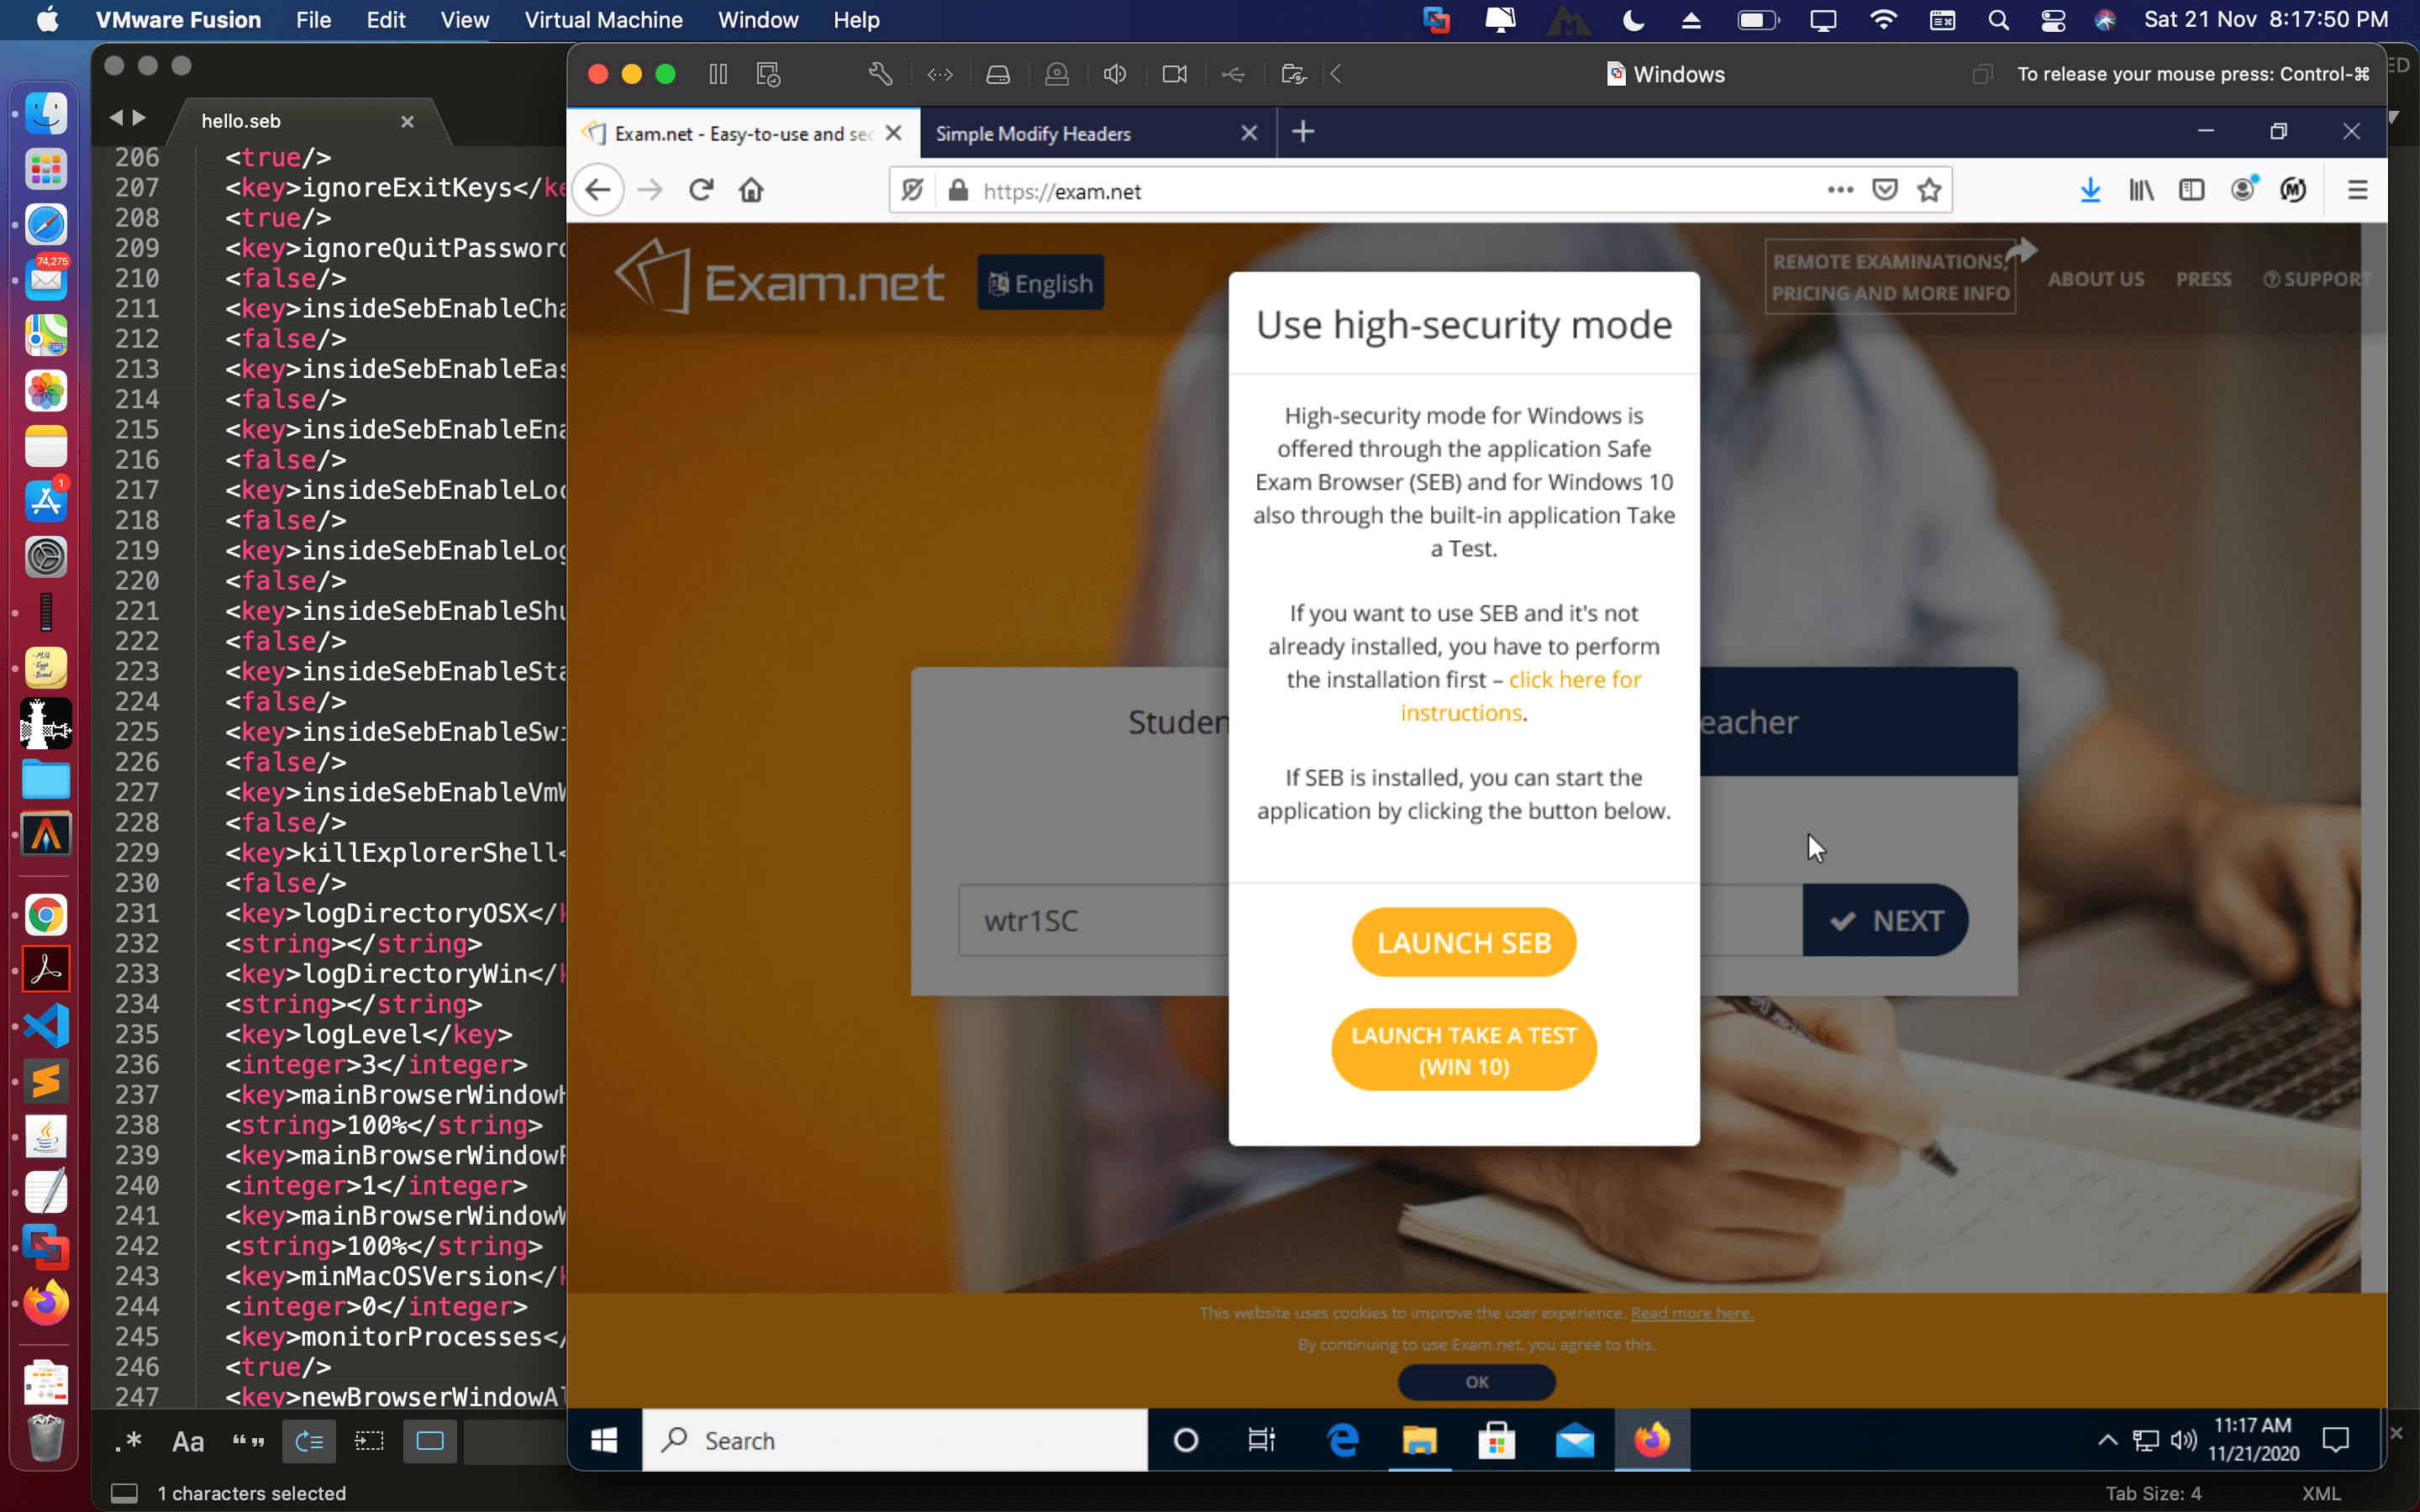 VMware Fusion File Edit View Virtual Machine Window Help
Sat 21 Nov 8:17:50 PM
74,275
1
hello.seb
206 <true/>
207 <key>ignoreExitKeys</ke
208 <true/>
209 <key>ignoreQuitPassword
210 <false/>
211 <key>insideSebEnableCha
212 <false/>
213 <key>insideSebEnableEas
214 <false/>
215 <key>insideSebEnableEna
216 <false/>
217 <key>insideSebEnableLoc
218 <false/>
219 <key>insideSebEnableLog
220 <false/>
221 <key>insideSebEnableShu
222 <false/>
223 <key>insideSebEnableSta
224 <false/>
225 <key>insideSebEnableSwi
226 <false/>
227 <key>insideSebEnableVmW
228 <false/>
229 <key>killExplorerShell<
230 <false/>
231 <key>logDirectoryOSX</k
232 <string></string>
233 <key>logDirectoryWin</k
234 <string></string>
235 <key>logLevel</key>
236 <integer>3</integer>
237 <key>mainBrowserWindowH
238 <string>100%</string>
239 <key>mainBrowserWindowP
240 <integer>1</integer>
241 <key>mainBrowserWindowW
242 <string>100%</string>
243 <key>minMacOSVersion</k
244 <integer>0</integer>
245 <key>monitorProcesses</
246 <true/>
247 <key>newBrowserWindowAl
.* Aa “ ”
1 characters selected
Tab Size: 4
XML
Windows
To release your mouse press: Control-⌘
ED
Exam.net - Easy-to-use and sec
Simple Modify Headers
https://exam.net
Exam.net
English
REMOTE EXAMINATIONS,
PRICING AND MORE INFO
ABOUT US
PRESS
SUPPORT
Use high-security mode
High-security mode for Windows is
offered through the application Safe
Exam Browser (SEB) and for Windows 10
also through the built-in application Take
a Test.
If you want to use SEB and it's not
already installed, you have to perform
the installation first – click here for
instructions.
If SEB is installed, you can start the
application by clicking the button below.
LAUNCH SEB
LAUNCH TAKE A TEST
(WIN 10)
Studen
eacher
wtr1SC
NEXT
This website uses cookies to improve the user experience. Read more here.
By continuing to use Exam.net, you agree to this.
OK
Search
11:17 AM
11/21/2020